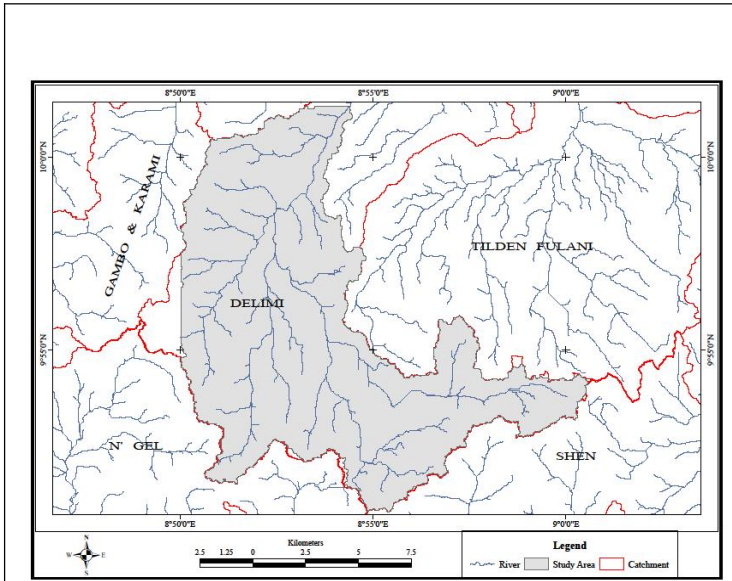 8°50'0"E 8°55'0"E 9°0'0"E
10°0'0"N 10°0'0"N
GAMBO & KARAMI
TILDEN FULANI
DELIMI
9°55'0"N 9°55'0"N
N' GEL
SHEN
8°50'0"E 8°55'0"E 9°0'0"E
N
W E
S
Kilometers
2.5 1.25 0 2.5 5 7.5
Legend
River Study Area Catchment